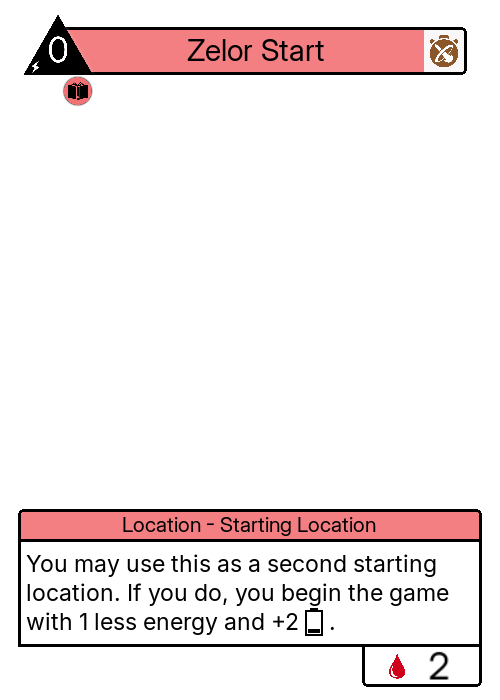 0
Zelor Start
Location - Starting Location
You may use this as a second starting
location. If you do, you begin the game
with 1 less energy and +2 .
2